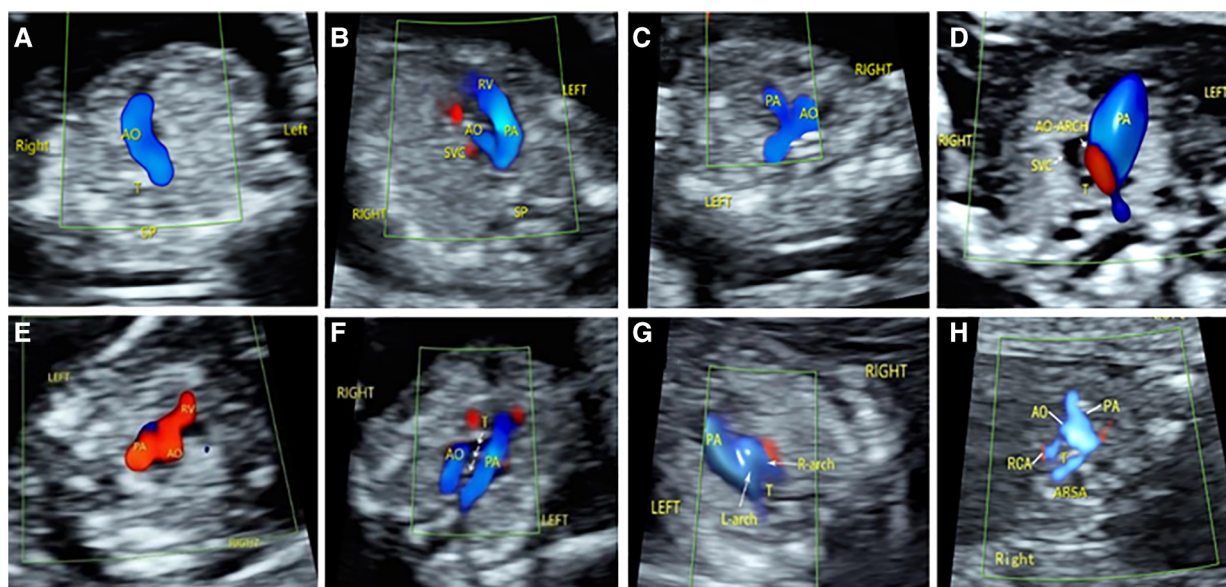 A
AO
Right
Left
T
SP
B
RV
LEFT
AO
PA
SVC
RIGHT
SP
C
RIGHT
PA
AO
LEFT
D
LEFT
PA
AO-ARCH
RIGHT
SVC
T
E
LEFT
RV
PA
AO
RIGHT
F
RIGHT
T
AO
PA
LEFT
G
RIGHT
PA
R-arch
T
LEFT
L-arch
H
AO
PA
RCA
T
ARSA
Right